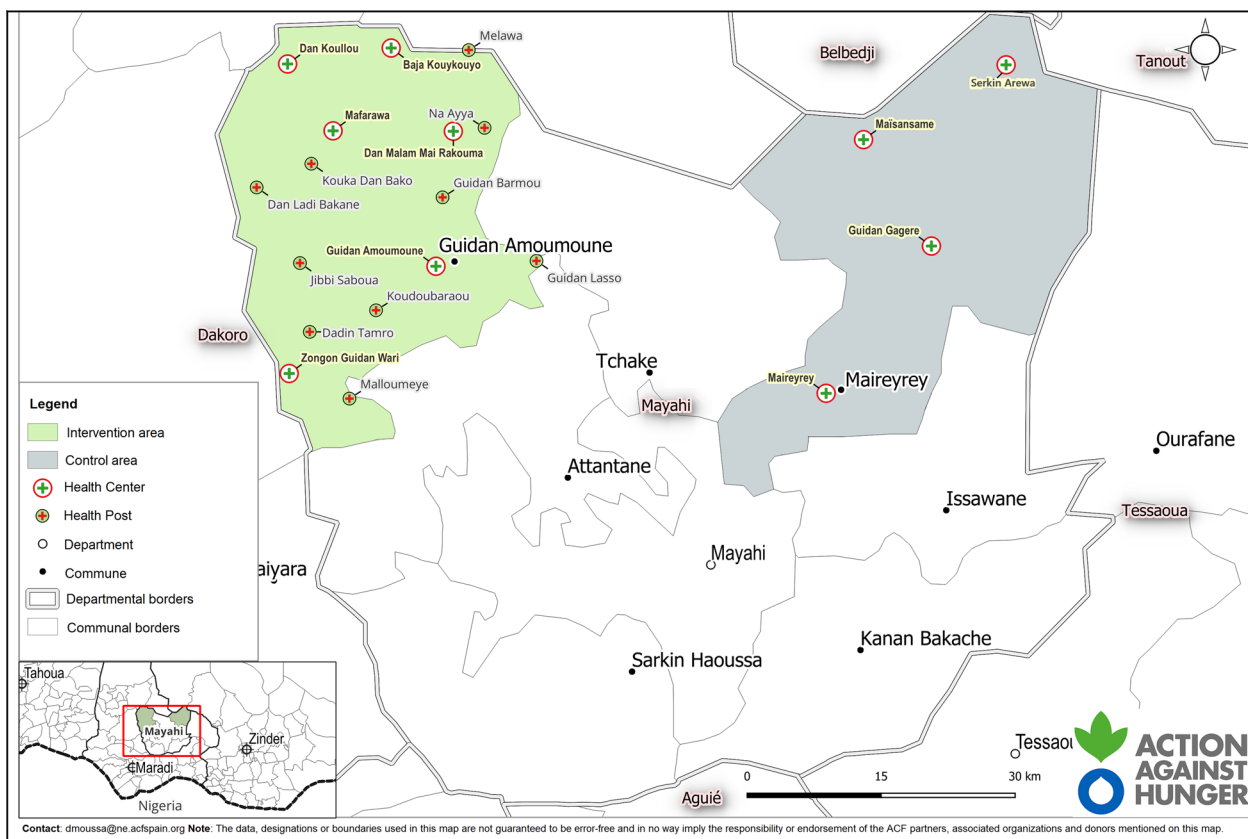 Melawa
Dan Koullou
Baja Kouykouyo
Belbedji
Tanout
Serkin Arewa
Na Ayya
Mafarawa
Maïsansame
Dan Malam Mai Rakouma
Kouka Dan Bako
Guidan Barmou
Dan Ladi Bakane
Guidan Gagere
Guidan Amoumoune
Guidan Amoumoune
Jibbi Saboua
Guidan Lasso
Koudoubaraou
Dakoro
Dadin Tamro
Zongon Guidan Wari
Tchake
Malloumeye
Maireyrey
Maireyrey
Mayahi
Legend
Intervention area
Control area
Health Center
Health Post
Department
Commune
Departmental borders
Communal borders
Ourafane
Attantane
Issawane
Tessaoua
Mayahi
aiyara
Kanan Bakache
Sarkin Haoussa
Tahoua
Mayahi
Zinder
Maradi
Nigeria
Tessaou
0 15 30 km
Aguié
ACTION
AGAINST
HUNGER
Contact: dmoussa@ne.acfspain.org Note: The data, designations or boundaries used in this map are not guaranteed to be error-free and in no way imply the responsibility or endorsement of the ACF partners, associated organizations and donors mentioned on this map.